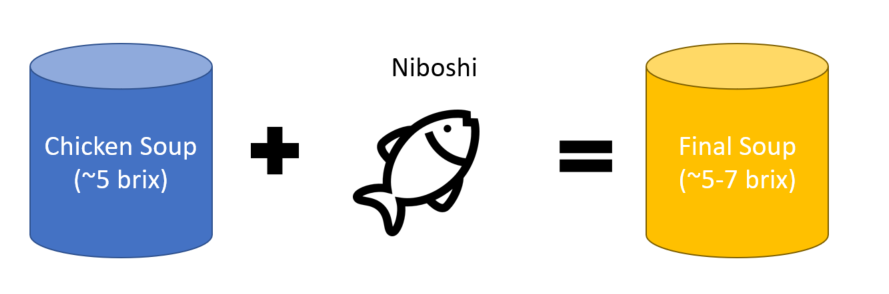 Niboshi
Chicken Soup
(~5 brix)
Final Soup
(~5-7 brix)